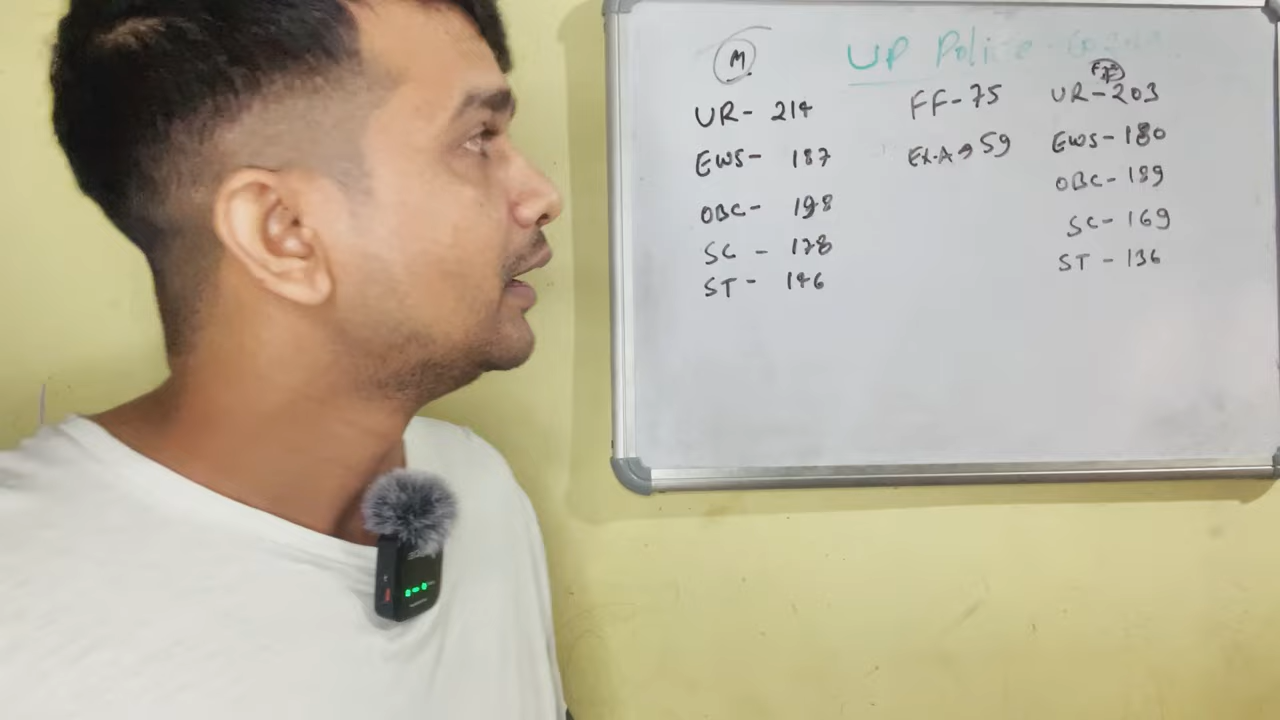 UP Police
M
UR- 214
EWS- 187
OBC- 198
SC - 178
ST- 146
FF-75
EX-A→59
UR-203
EWS-180
OBC-189
SC-169
ST-136